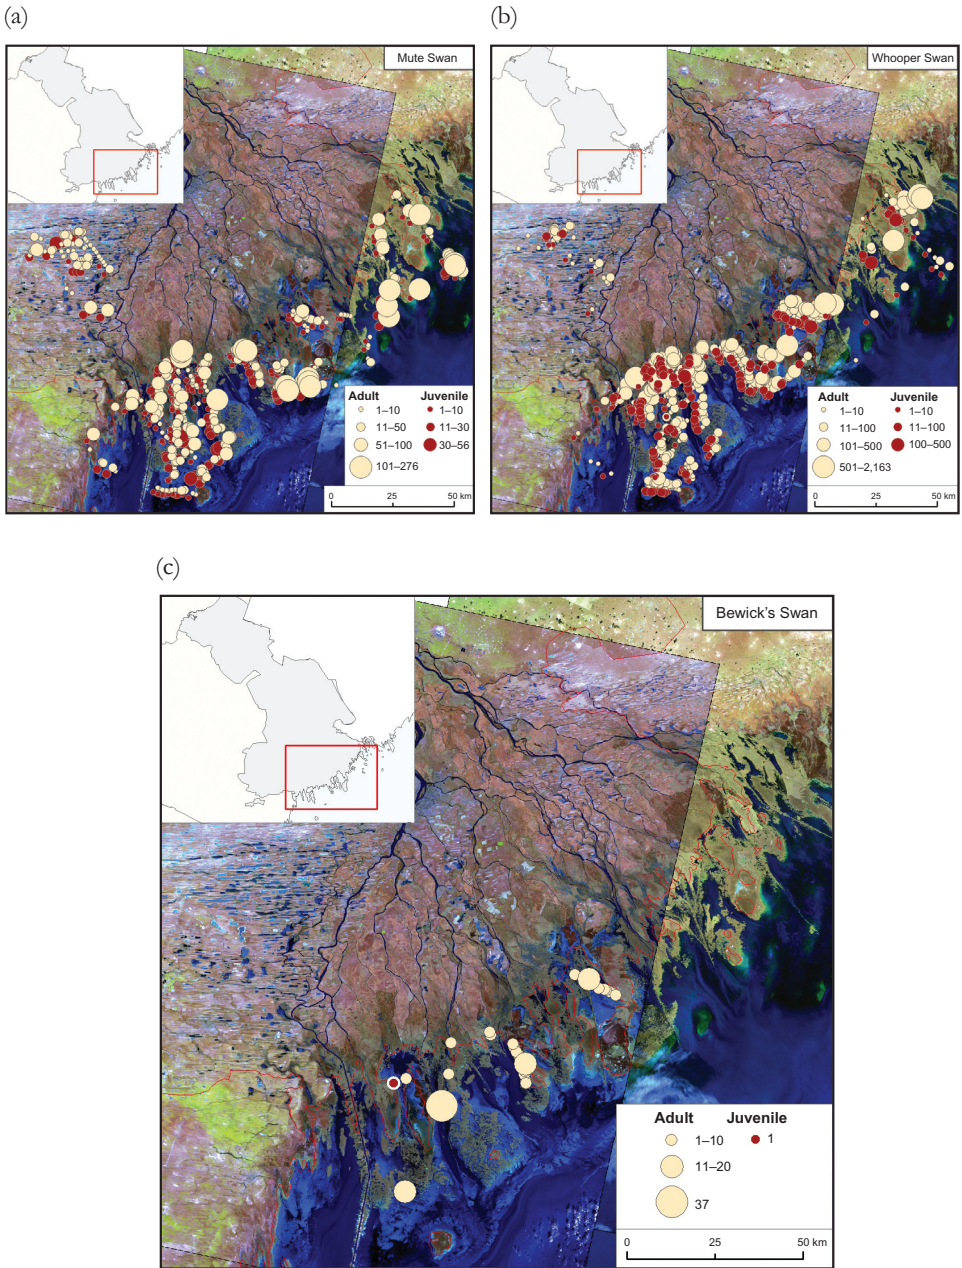 (a)
(b)
Mute Swan
Adult Juvenile
1–10 1–10
11–50 11–30
51–100 30–56
101–276
0 25 50 km
Whooper Swan
Adult Juvenile
1–10 1–10
11–100 11–100
101–500 100–500
501–2,163
0 25 50 km
(c)
Bewick's Swan
Adult Juvenile
1–10 1
11–20
37
0 25 50 km